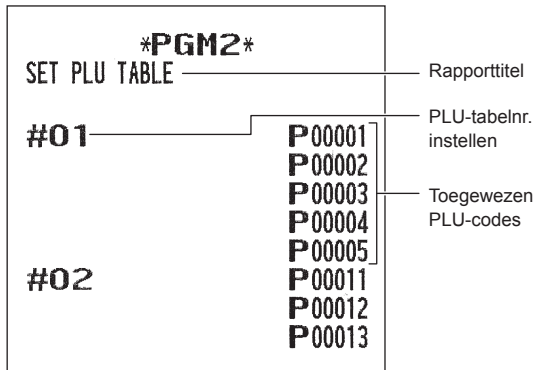 *PGM2*
SET PLU TABLE
Rapporttitel
#01
PLU-tabelnr.
instellen
P00001
P00002
P00003
P00004
P00005
Toegewezen
PLU-codes
#02
P00011
P00012
P00013